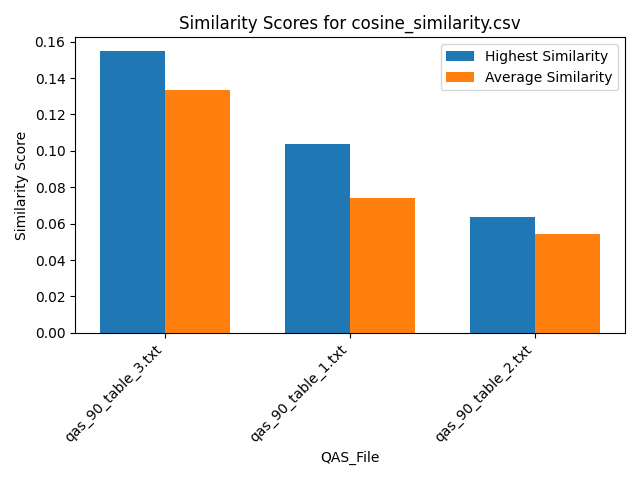 Similarity Scores for cosine_similarity.csv
Highest Similarity
Average Similarity
Similarity Score
0.16
0.14
0.12
0.10
0.08
0.06
0.04
0.02
0.00
qas_90_table_3.txt
qas_90_table_1.txt
qas_90_table_2.txt
QAS_File